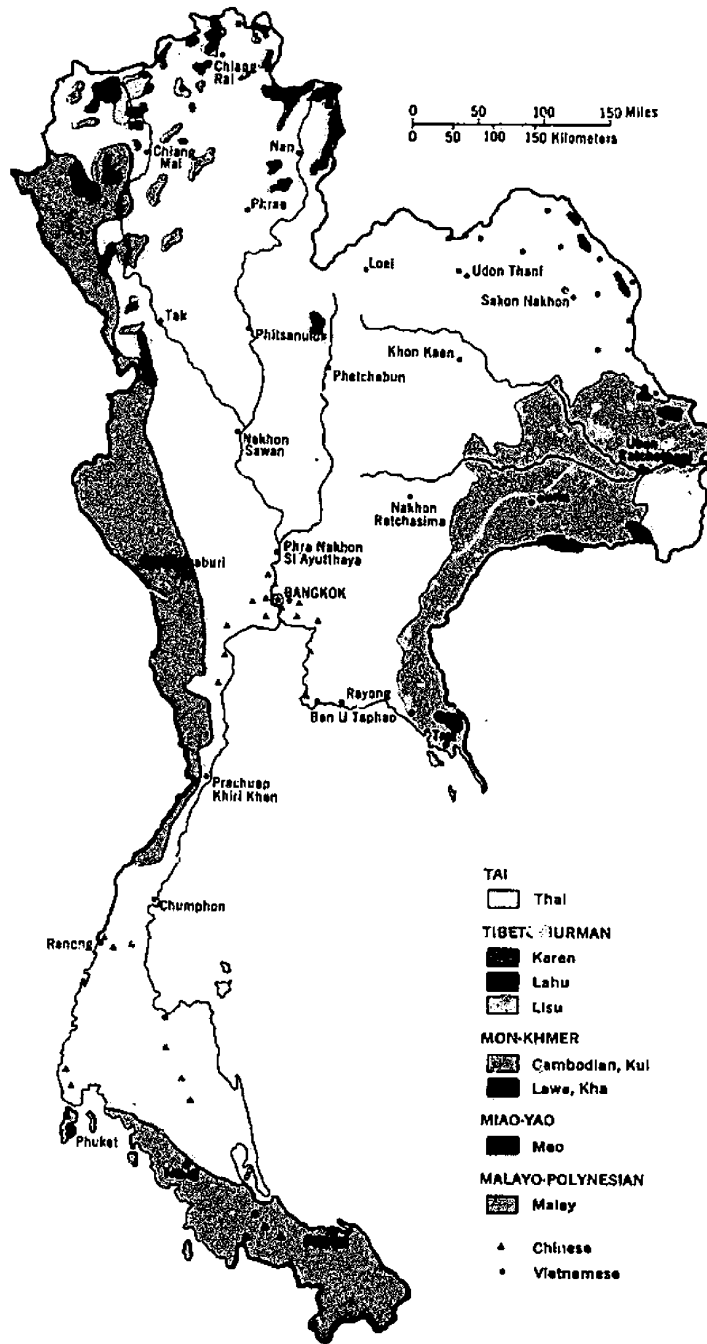 Chiang
Rai
50 100 150 Miles
0
0 50 100 150 Kilometers
Chiang
Mai
Nan
Phrae
Loei
Udon Thani
Sakon Nakhon
Tak
Phitsanulok
Khon Kaen
Phetchabun
Nakhon
Sawan
Ubon
Nakhon
Ratchasima
Phra Nakhon
Si Ayutthaya
BANGKOK
Rayong
Ban U Taphao
Prachuap
Khiri Khan
Chumphon
Ranong
Phuket
TAI
Thai
Karen
Lahu
Lisu
MON-KHMER
Cambodian, Kui
Lawa, Kha
MIAO-YAO
Meo
MALAYO-POLYNESIAN
Malay
Chinese
Vietnamese